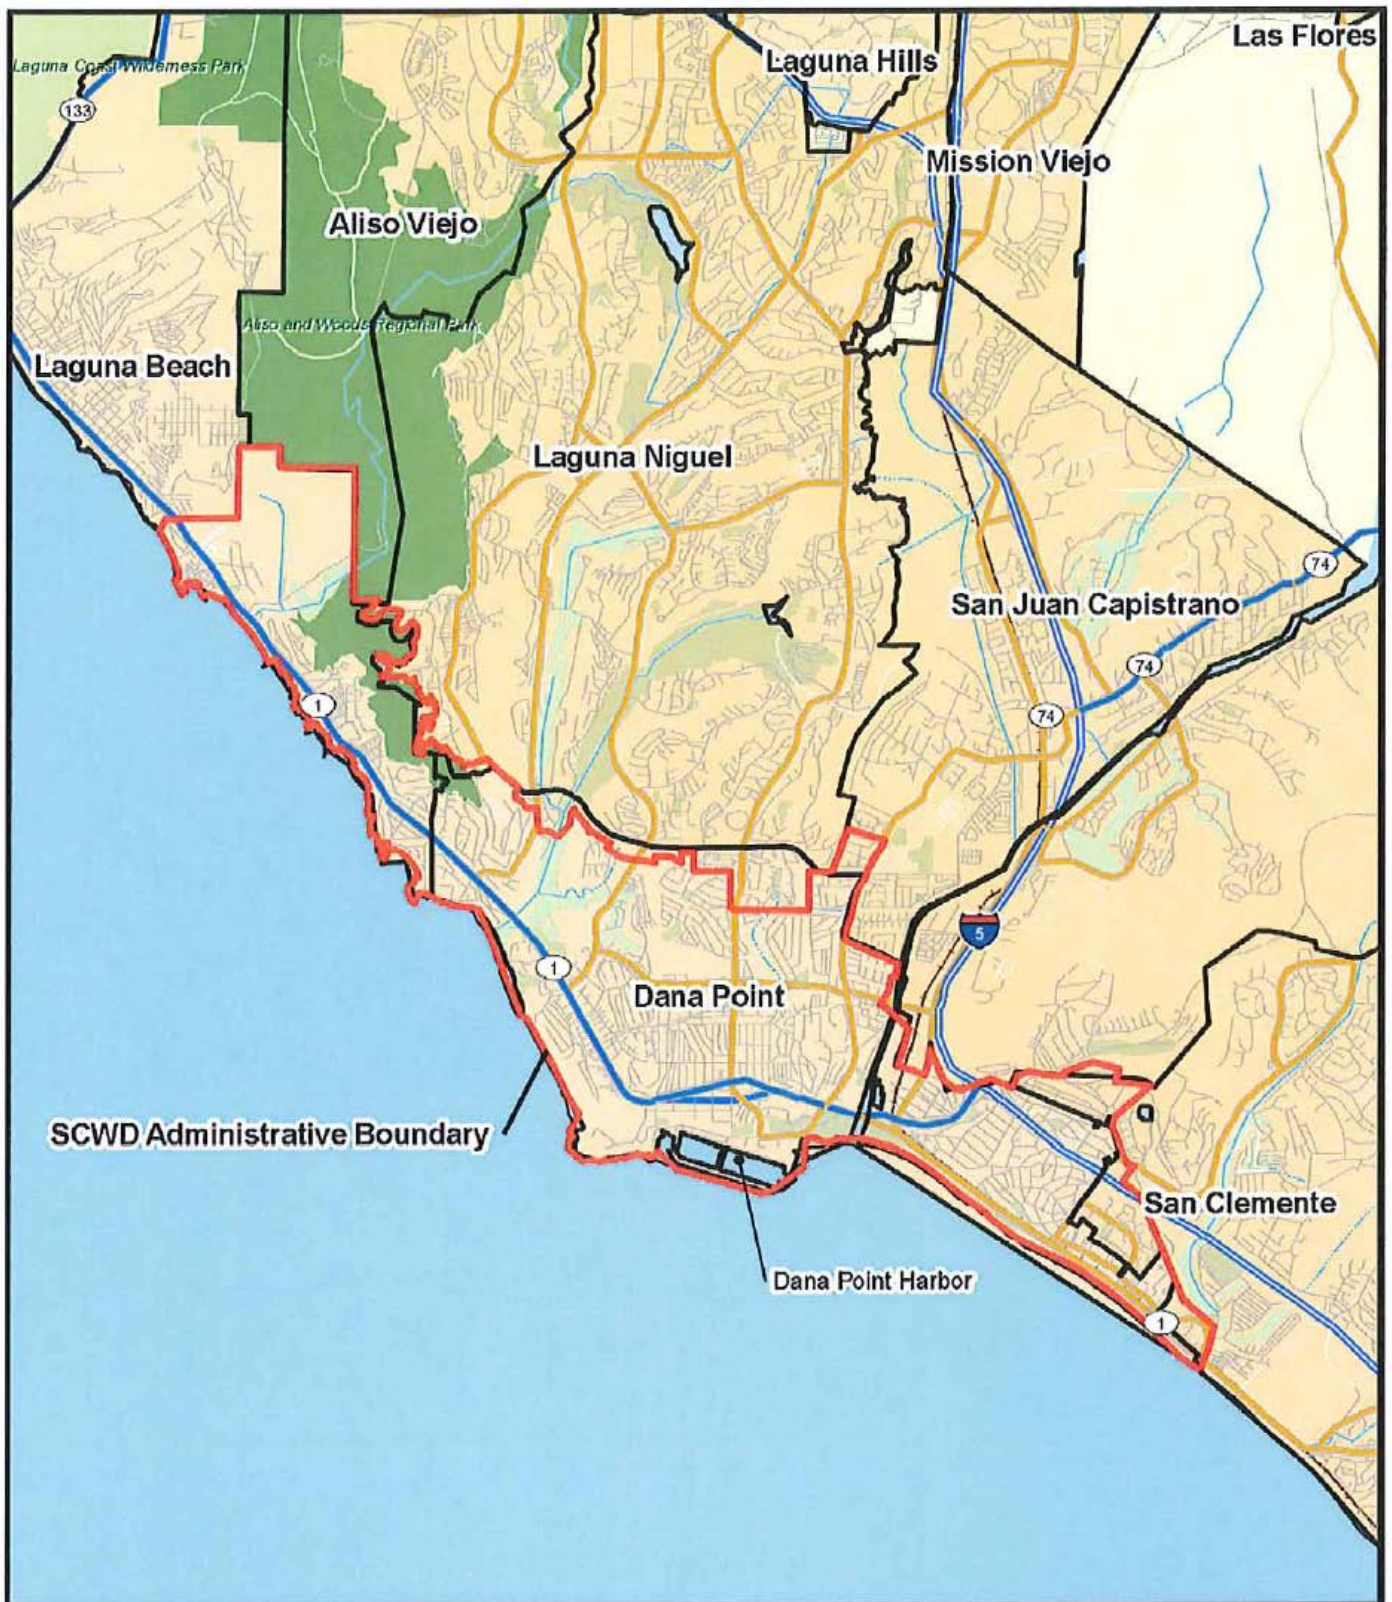 Las Flores
Laguna Hills
Laguna Coast Wilderness Park
133
Mission Viejo
Aliso Viejo
Aliso and Woods Regional Park
Laguna Beach
Laguna Niguel
74
San Juan Capistrano
74
1
74
5
1
Dana Point
SCWD Administrative Boundary
San Clemente
Dana Point Harbor
1